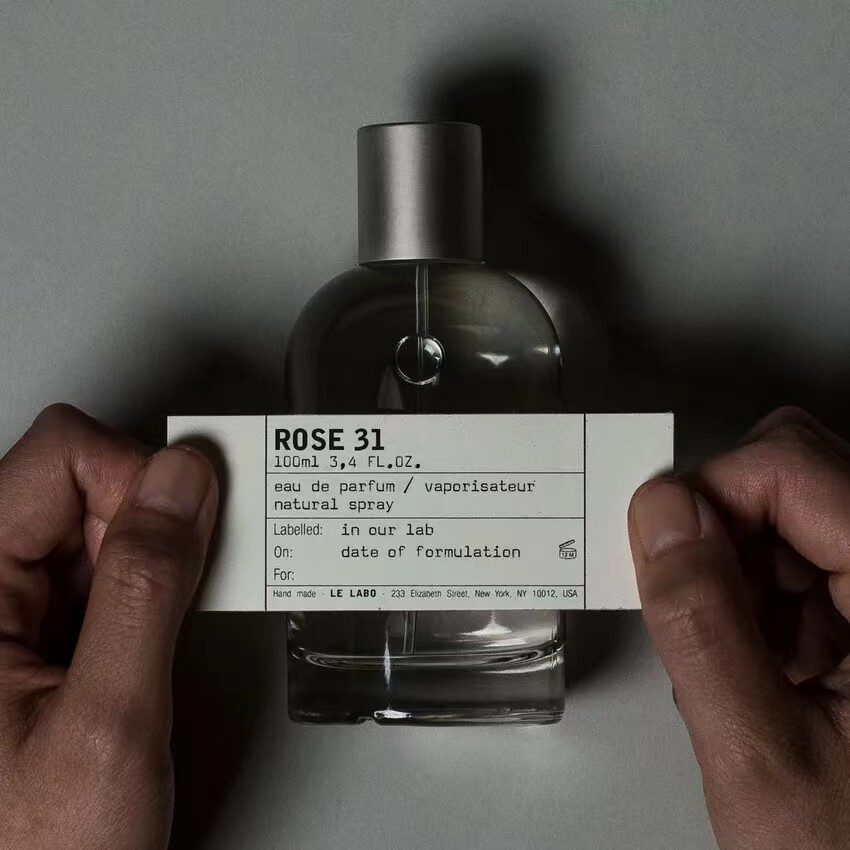 ROSE 31
100ml 3,4 FL.OZ.
eau de parfum / vaporisateur
natural spray
Labelled: in our lab
On: date of formulation
12 M
For:
Hand made · LE LABO · 233 Elizabeth Street, New York, NY 10012, USA